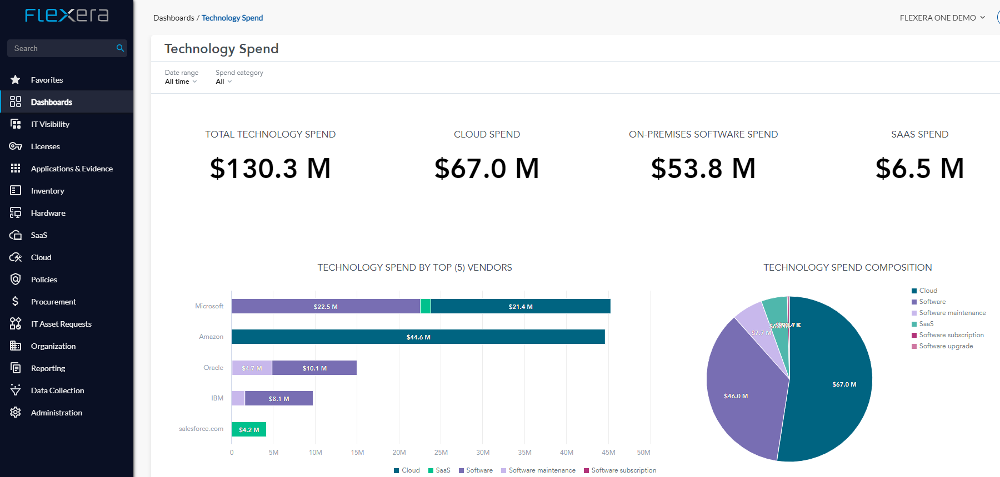 FLEXERA
Dashboards / Technology Spend
FLEXERA ONE DEMO
Search
Favorites
Dashboards
IT Visibility
Licenses
Applications & Evidence
Inventory
Hardware
SaaS
Cloud
Policies
Procurement
IT Asset Requests
Organization
Reporting
Data Collection
Administration
Technology Spend
Date range
All time
Spend category
All
TOTAL TECHNOLOGY SPEND
$130.3 M
CLOUD SPEND
$67.0 M
ON-PREMISES SOFTWARE SPEND
$53.8 M
SAAS SPEND
$6.5 M
TECHNOLOGY SPEND BY TOP (5) VENDORS
Microsoft
$22.5 M
$21.4 M
Amazon
$44.6 M
Oracle
$4.7 M
$10.1 M
IBM
$8.1 M
salesforce.com
$4.2 M
0
5M
10M
15M
20M
25M
30M
35M
40M
45M
50M
Cloud
SaaS
Software
Software maintenance
Software subscription
TECHNOLOGY SPEND COMPOSITION
Cloud
Software
Software maintenance
SaaS
Software subscription
Software upgrade
$7.7 M
$67.0 M
$46.0 M